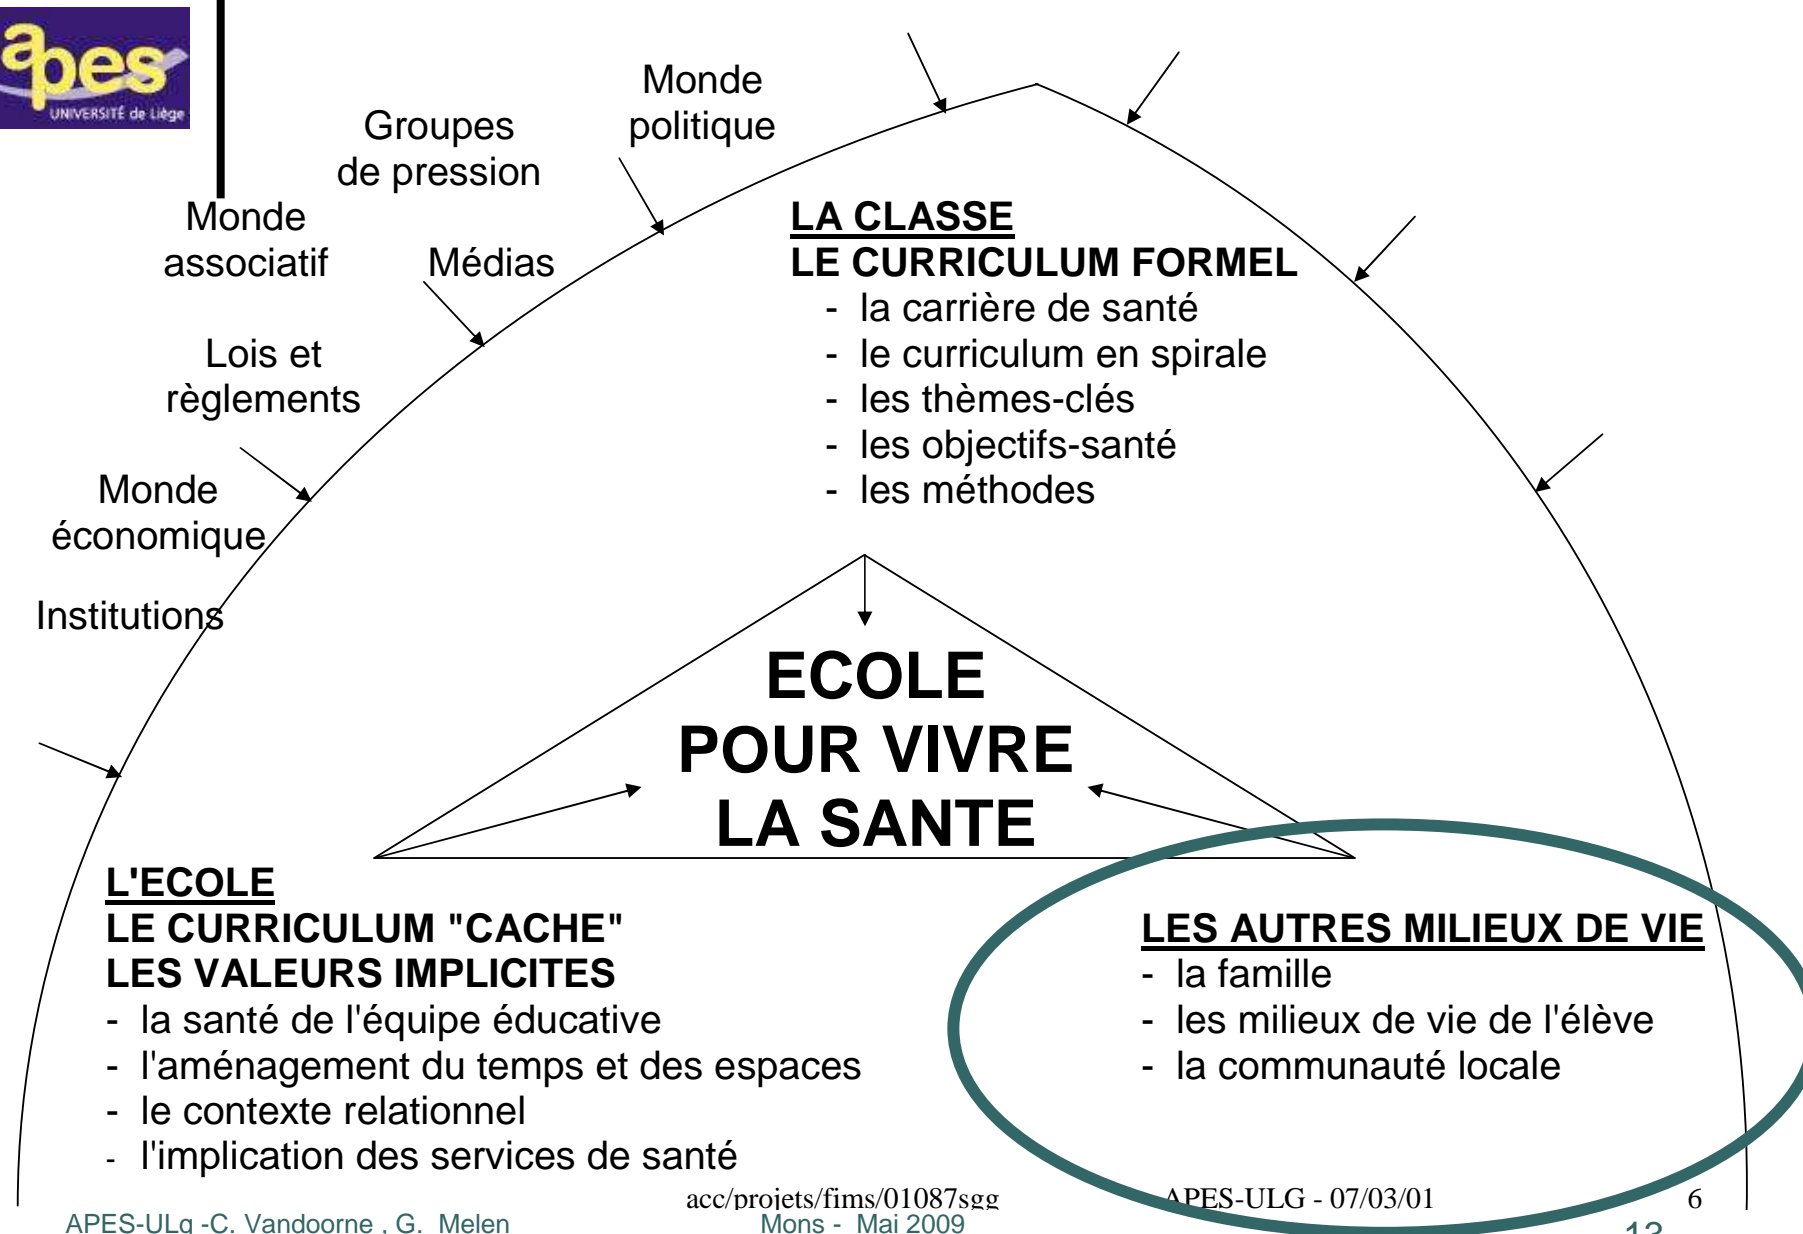 apes
UNIVERSITÉ de Liège
Monde
politique
Groupes
de pression
Monde
associatif
Médias
Lois et
règlements
Monde
économique
Institutions
LA CLASSE
LE CURRICULUM FORMEL
- la carrière de santé
- le curriculum en spirale
- les thèmes-clés
- les objectifs-santé
- les méthodes
ECOLE
POUR VIVRE
LA SANTE
L'ECOLE
LE CURRICULUM "CACHE"
LES VALEURS IMPLICITES
- la santé de l'équipe éducative
- l'aménagement du temps et des espaces
- le contexte relationnel
- l'implication des services de santé
LES AUTRES MILIEUX DE VIE
- la famille
- les milieux de vie de l'élève
- la communauté locale
acc/projets/fims/01087sgg
APES-ULG - 07/03/01
6
APES-ULg -C. Vandoorne , G. Melen
Mons - Mai 2009
13